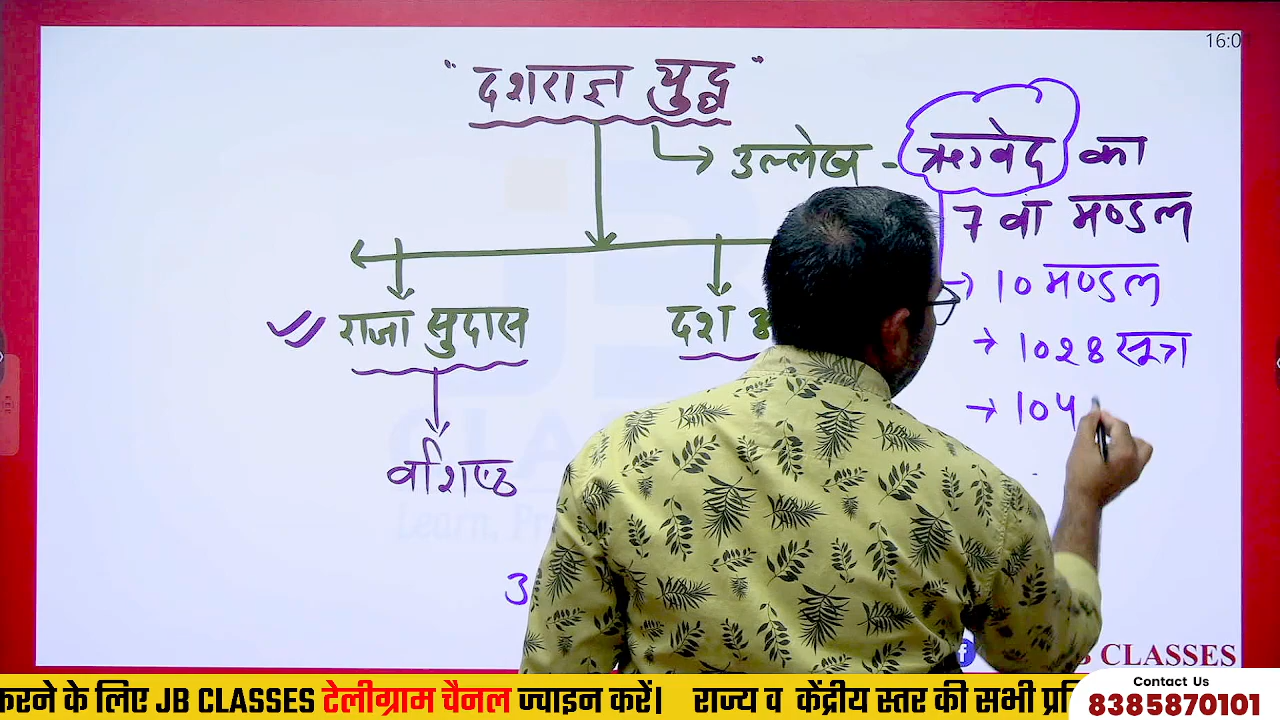 16:0
"दशराज्ञ युद्ध"
→ उल्लेख - ऋग्वेद का
7 वां मण्डल
→ 10 मण्डल
→ 1028 सूत्र
→ 104
राजा सुदास
दश
वशिष्ठ
3
CLASSES
करने के लिए JB CLASSES टेलीग्राम चैनल ज्वाइन करें। राज्य व केंद्रीय स्तर की सभी
Contact Us
8385870101